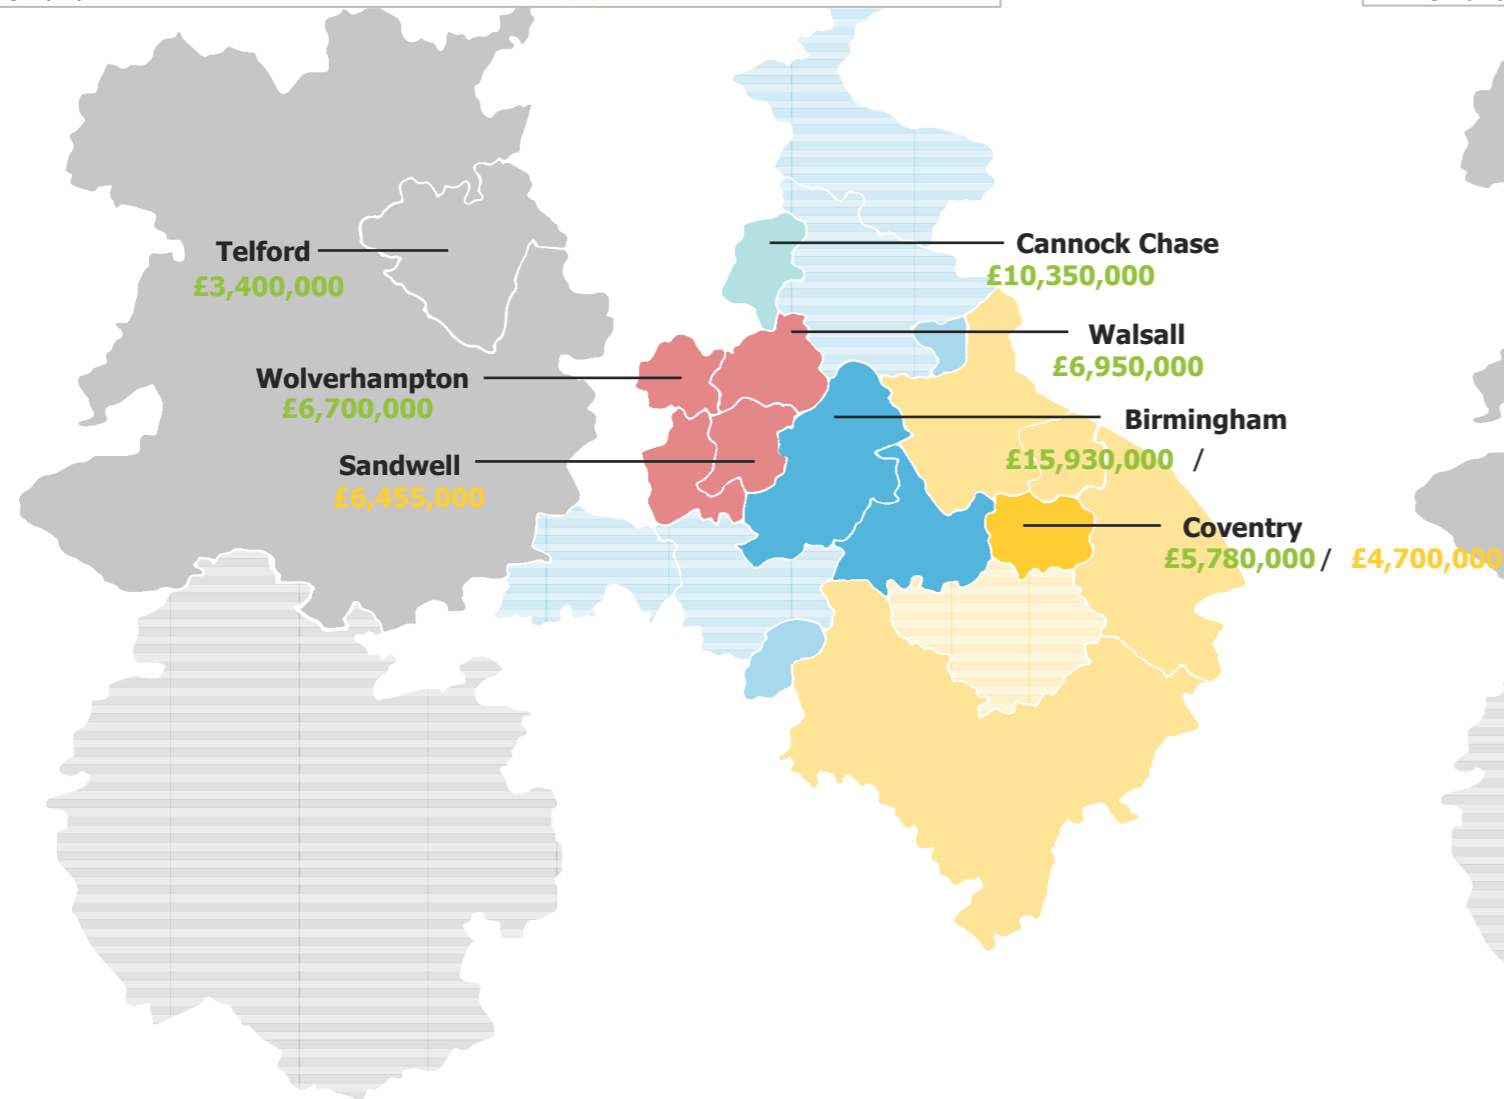 Telford
£3,400,000
Cannock Chase
£10,350,000
Walsall
£6,950,000
Wolverhampton
£6,700,000
Birmingham
£15,930,000 /
Sandwell
£6,455,000
Coventry
£5,780,000 / £4,700,000